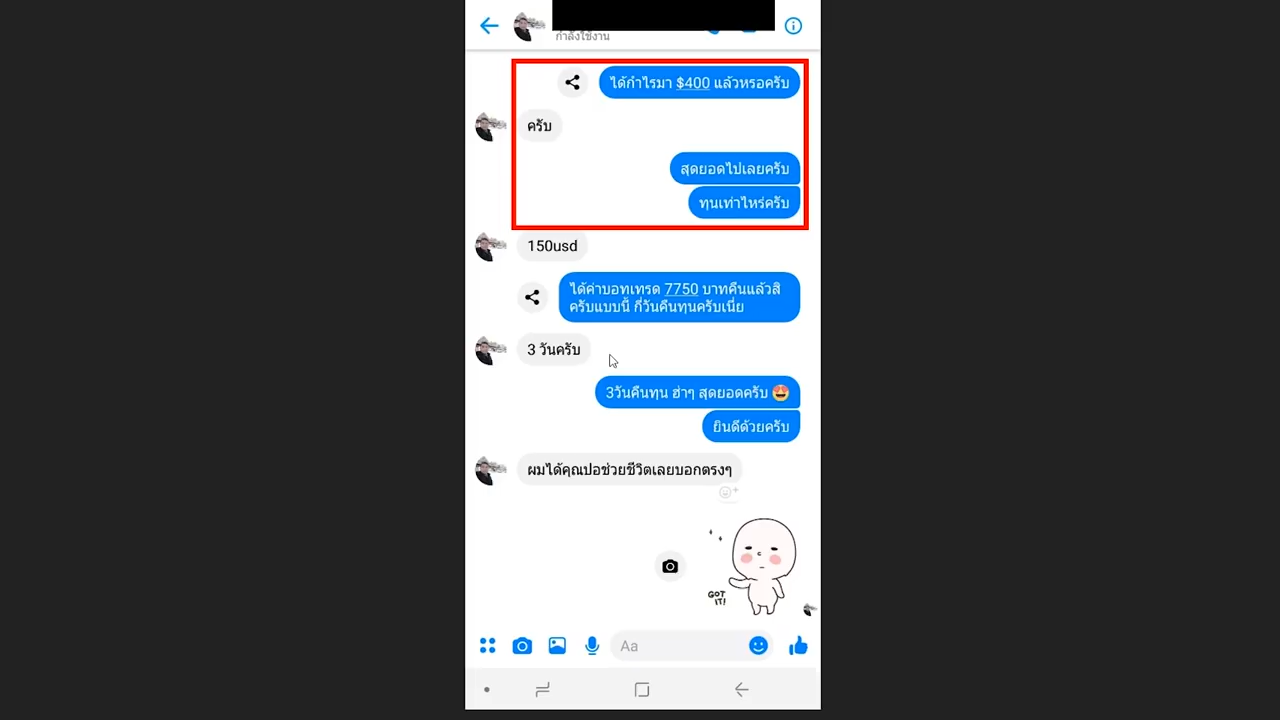 กำลังใช้งาน
ได้กำไรมา $400 แล้วหรอครับ
ครับ
สุดยอดไปเลยครับ
ทุนเท่าไหร่ครับ
150usd
ได้ค่าบอทเทรด 7750 บาทคืนแล้วสิ
ครับแบบนี้ กี่วันคืนทุนครับเนี่ย
3 วันครับ
3วันคืนทุน ฮ่าๆ สุดยอดครับ
ยินดีด้วยครับ
ผมได้คุณปอช่วยชีวิตเลยบอกตรงๆ
GOT
IT!
Aa